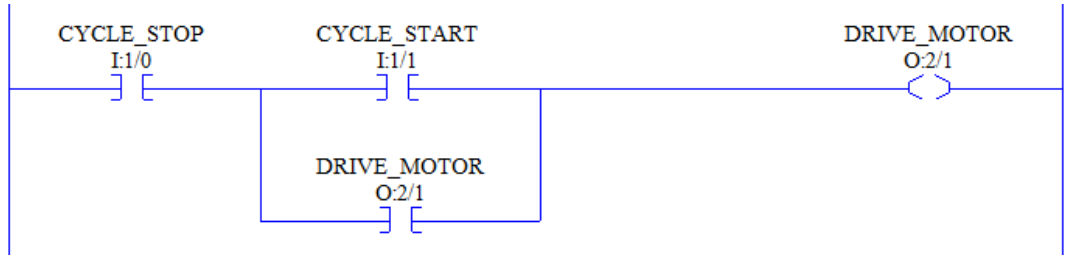 CYCLE_STOP
I:1/0
CYCLE_START
I:1/1
DRIVE_MOTOR
O:2/1
DRIVE_MOTOR
O:2/1